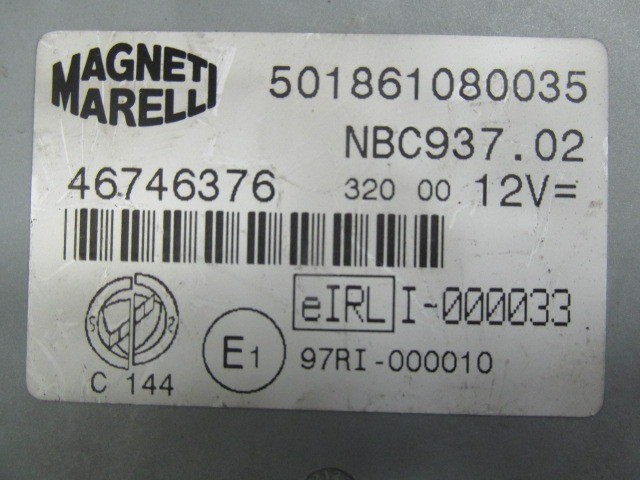 MAGNETI
MARELLI
501861080035
NBC937.02
46746376 320 00 12V=
eIRL I-000033
E1 97RI-000010
C 144